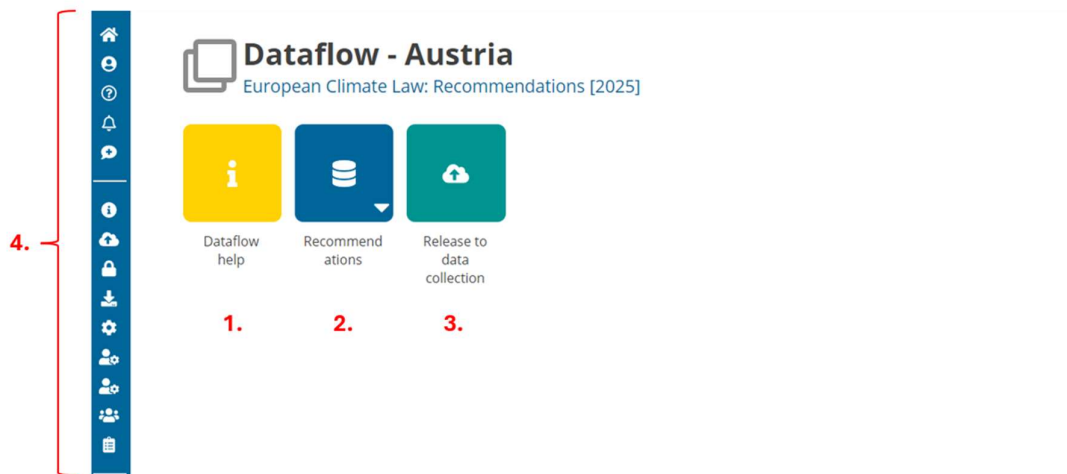 Dataflow - Austria
European Climate Law: Recommendations [2025]
4.
Dataflow
help
Recommend
ations
Release to
data
collection
1.
2.
3.